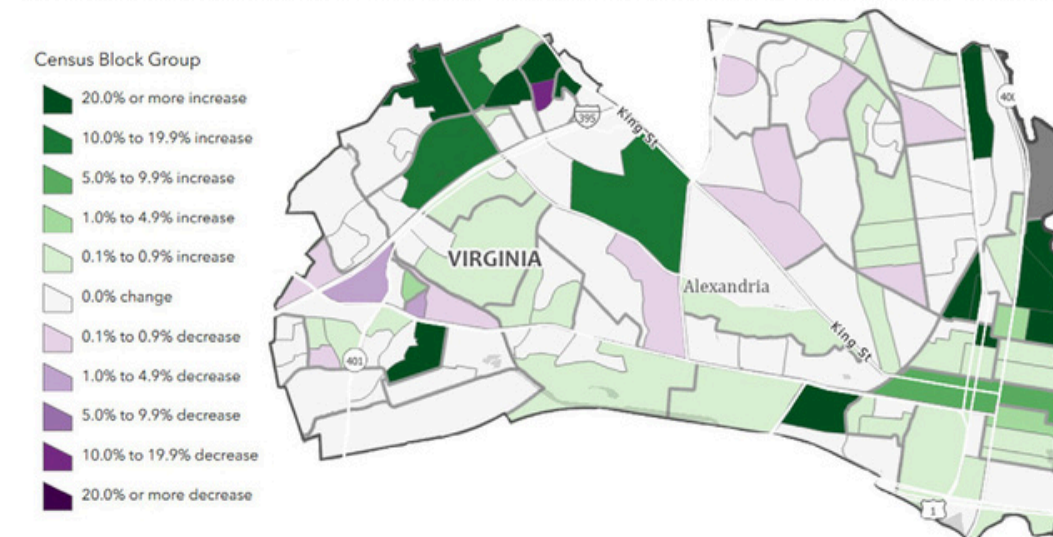 Census Block Group
20.0% or more increase
10.0% to 19.9% increase
5.0% to 9.9% increase
1.0% to 4.9% increase
0.1% to 0.9% increase
0.0% change
0.1% to 0.9% decrease
1.0% to 4.9% decrease
5.0% to 9.9% decrease
10.0% to 19.9% decrease
20.0% or more decrease
395
King St
400
VIRGINIA
Alexandria
King St
401
1